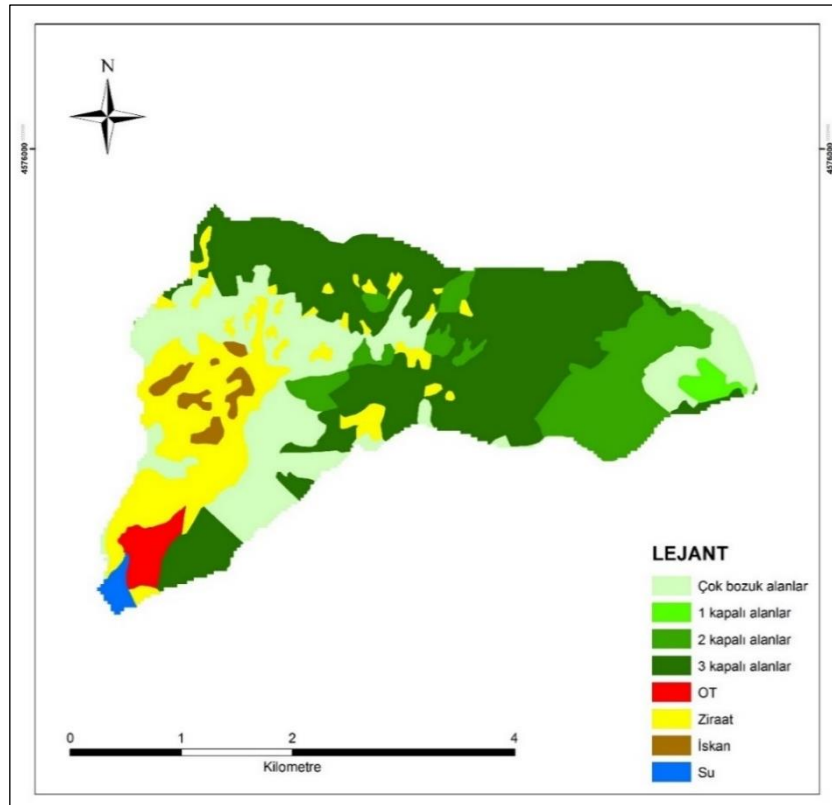 N
4576000
4576000
LEJANT
Çok bozuk alanlar
1 kapalı alanlar
2 kapalı alanlar
3 kapalı alanlar
OT
Ziraat
İskan
Su
0 1 2 4
Kilometre